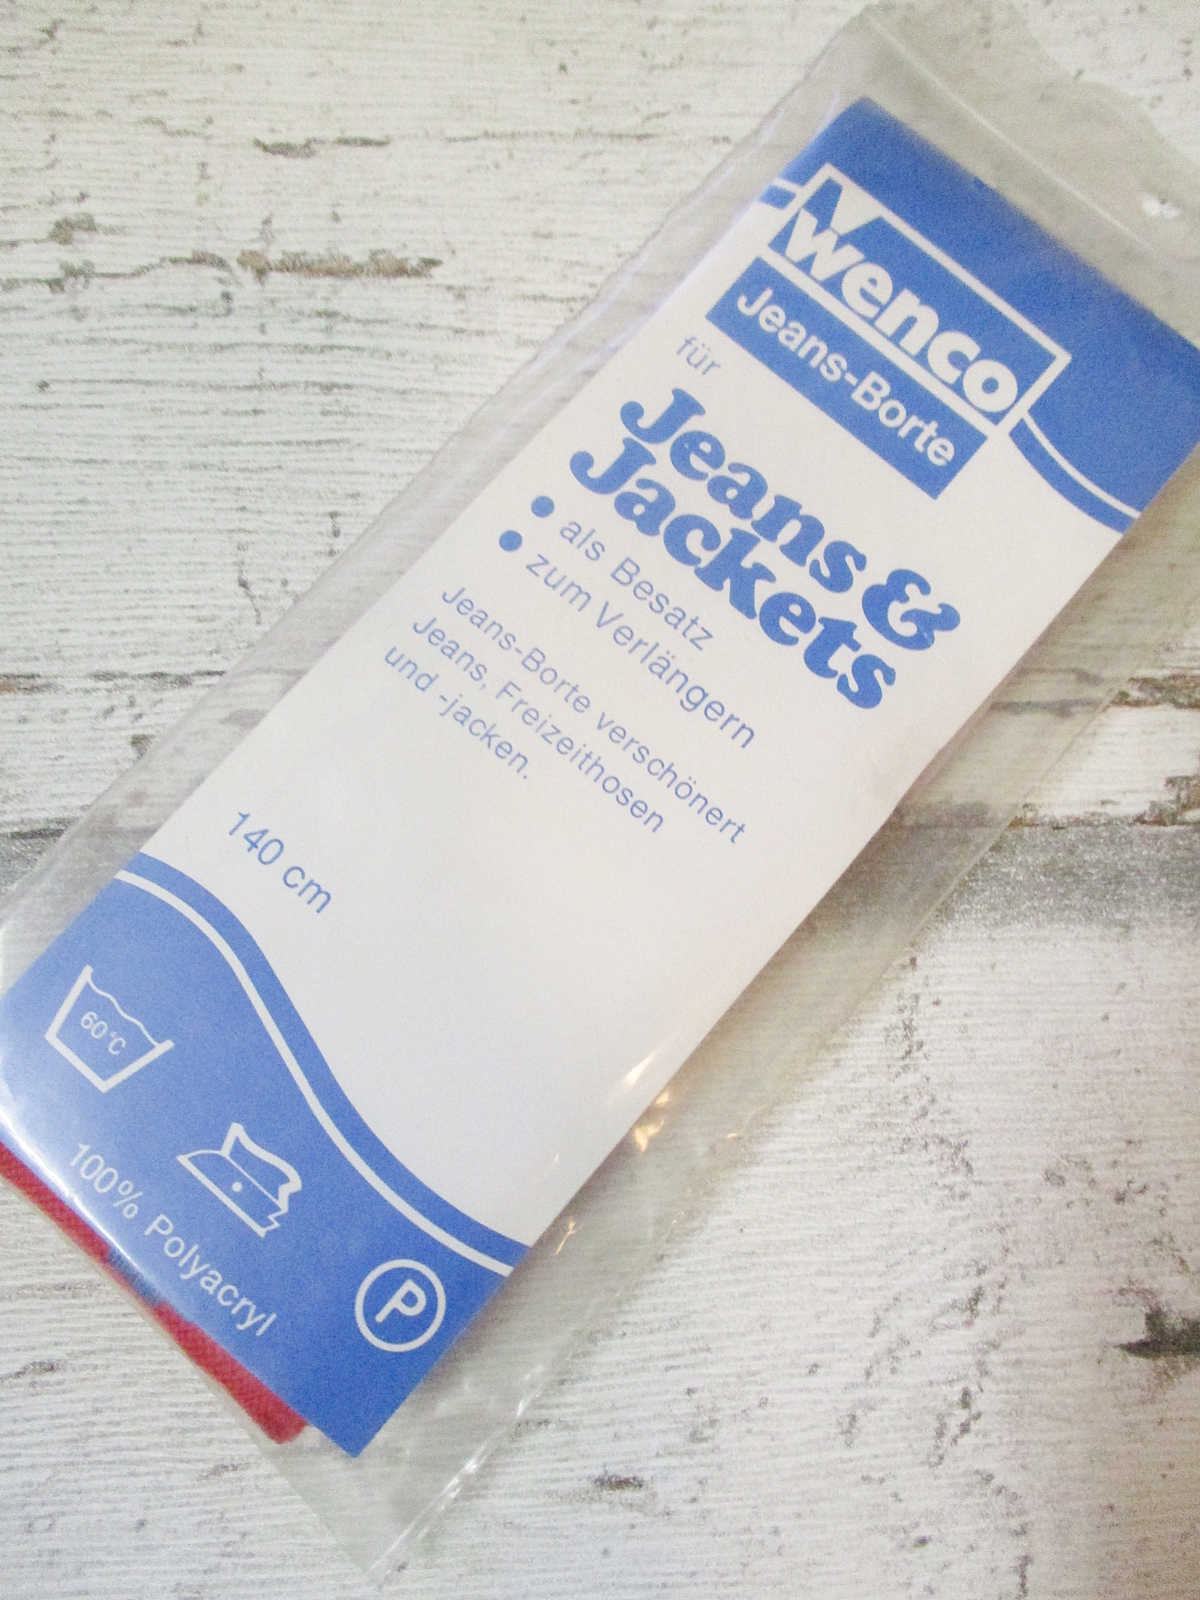 wenco
Jeans-Borte
für
Jeans &
Jackets
● als Besatz
● zum Verlängern
Jeans-Borte verschönert
Jeans, Freizeithosen
und -jacken.
140 cm
60°C
100% Polyacryl
P